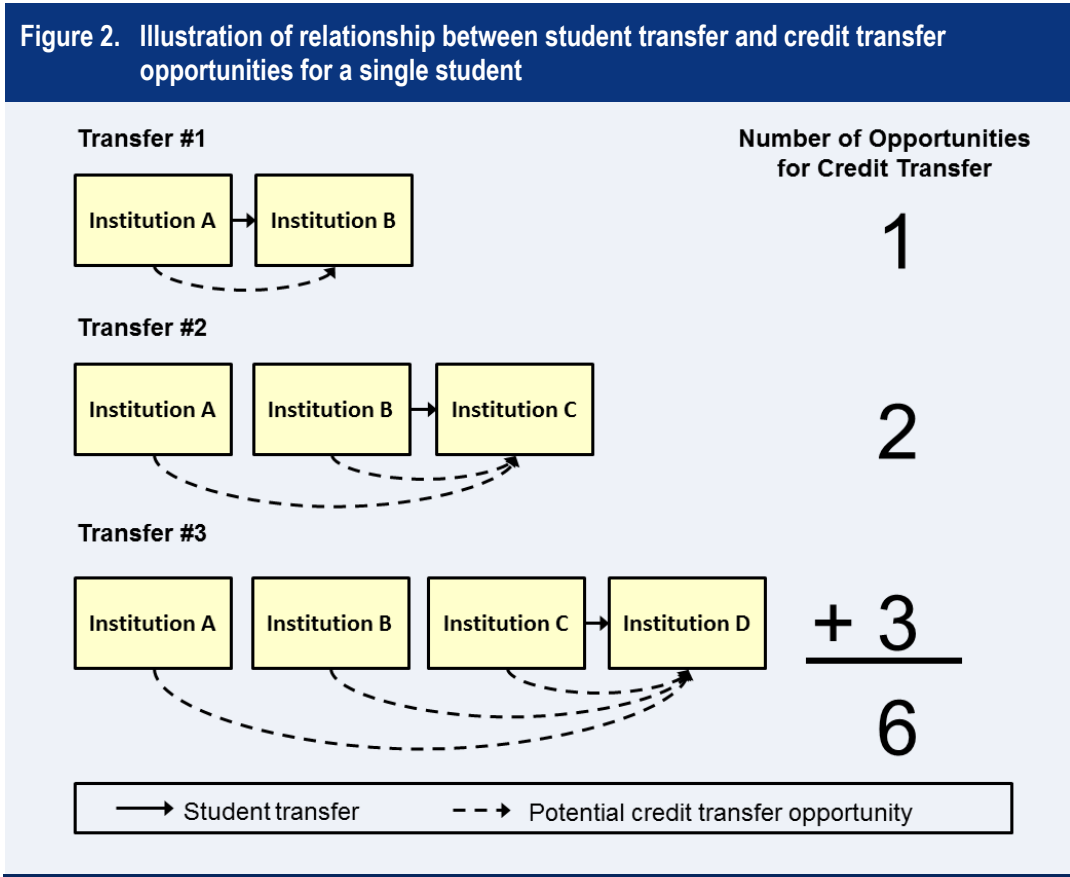 Figure 2. Illustration of relationship between student transfer and credit transfer
opportunities for a single student
Transfer #1
Number of Opportunities
for Credit Transfer
Institution A
Institution B
1
Transfer #2
Institution A
Institution B
Institution C
2
Transfer #3
Institution A
Institution B
Institution C
Institution D
+ 3
6
Student transfer
Potential credit transfer opportunity